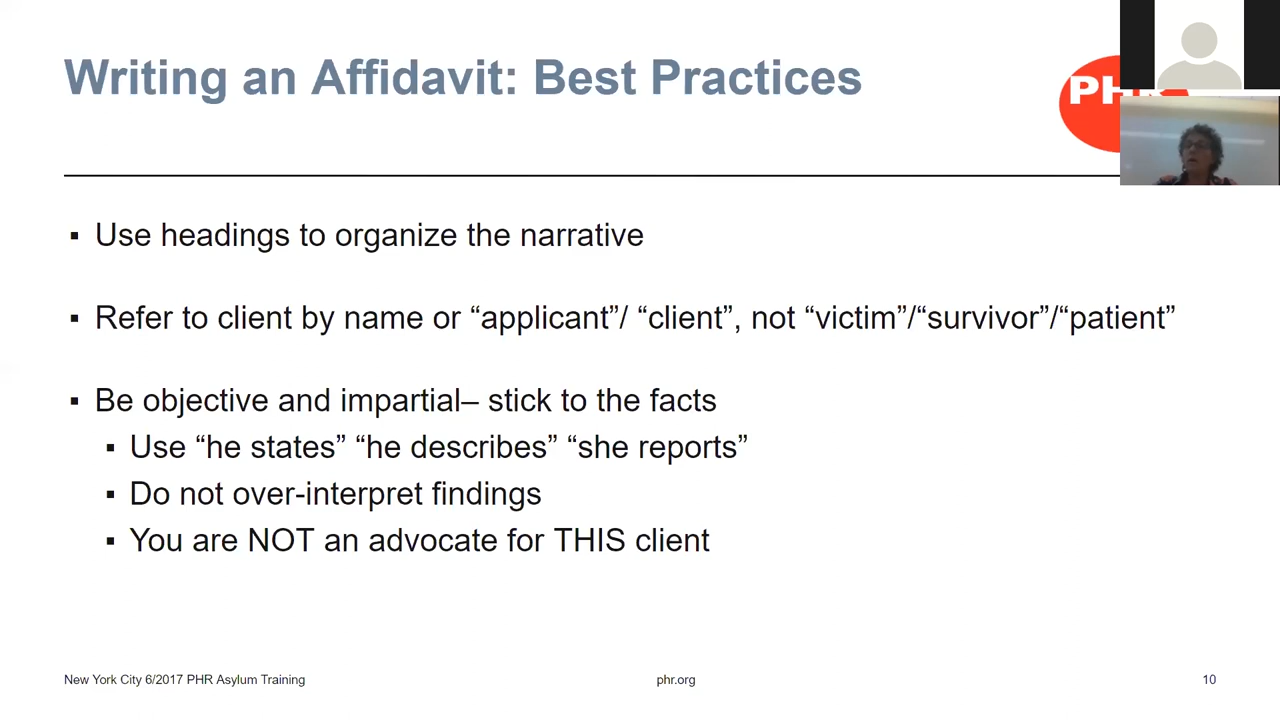 Writing an Affidavit: Best Practices
▪ Use headings to organize the narrative
▪ Refer to client by name or “applicant”/ “client”, not “victim”/“survivor”/“patient”
▪ Be objective and impartial– stick to the facts
▪ Use “he states” “he describes” “she reports”
▪ Do not over-interpret findings
▪ You are NOT an advocate for THIS client
New York City 6/2017 PHR Asylum Training
phr.org
10